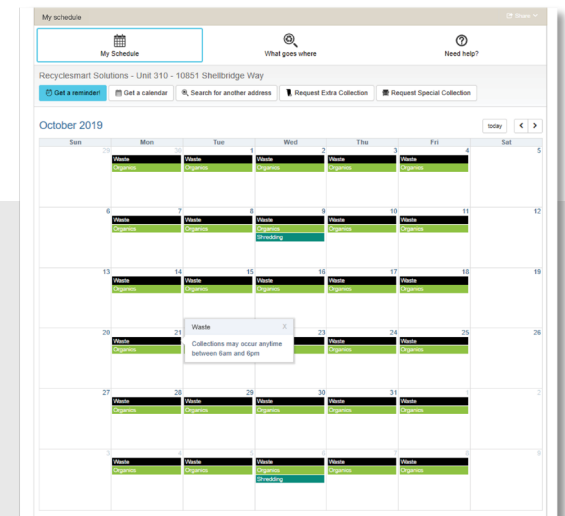 My schedule Share
My Schedule What goes where Need help?
Recyclesmart Solutions - Unit 310 - 10851 Shellbridge Way
Get a reminder! Get a calendar Search for another address Request Extra Collection Request Special Collection
October 2019 today < >
Sun Mon Tue Wed Thu Fri Sat
29 30 1 2 3 4 5
Waste Waste Waste Waste Waste
Organics Organics Organics Organics Organics
6 7 8 9 10 11 12
Waste Waste Waste Waste Waste
Organics Organics Organics Organics Organics
Shredding
13 14 15 16 17 18 19
Waste Waste Waste Waste Waste
Organics Organics Organics Organics Organics
20 21 23 24 25 26
Waste Waste Waste
Organics Organics Organics
Waste X
Collections may occur anytime
between 6am and 6pm
27 28 29 30 31 1 2
Waste Waste Waste Waste Waste
Organics Organics Organics Organics Organics
3 4 5 6 7 8 9
Waste Waste Waste Waste Waste
Organics Organics Organics Organics Organics
Shredding